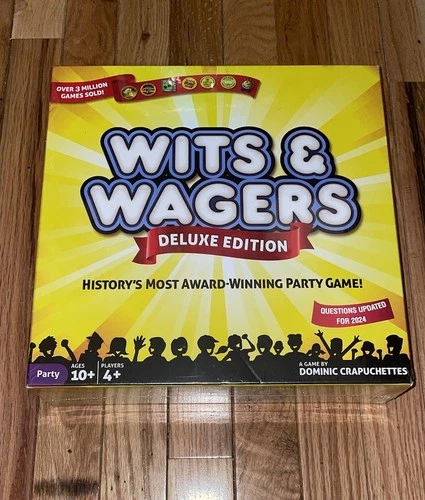 OVER 3 MILLION
GAMES SOLD!
WITS &
WAGERS
DELUXE EDITION
HISTORY'S MOST AWARD-WINNING PARTY GAME!
QUESTIONS UPDATED
FOR 2024
Party
AGES
10+
PLAYERS
4+
A GAME BY
DOMINIC CRAPUCHETTES